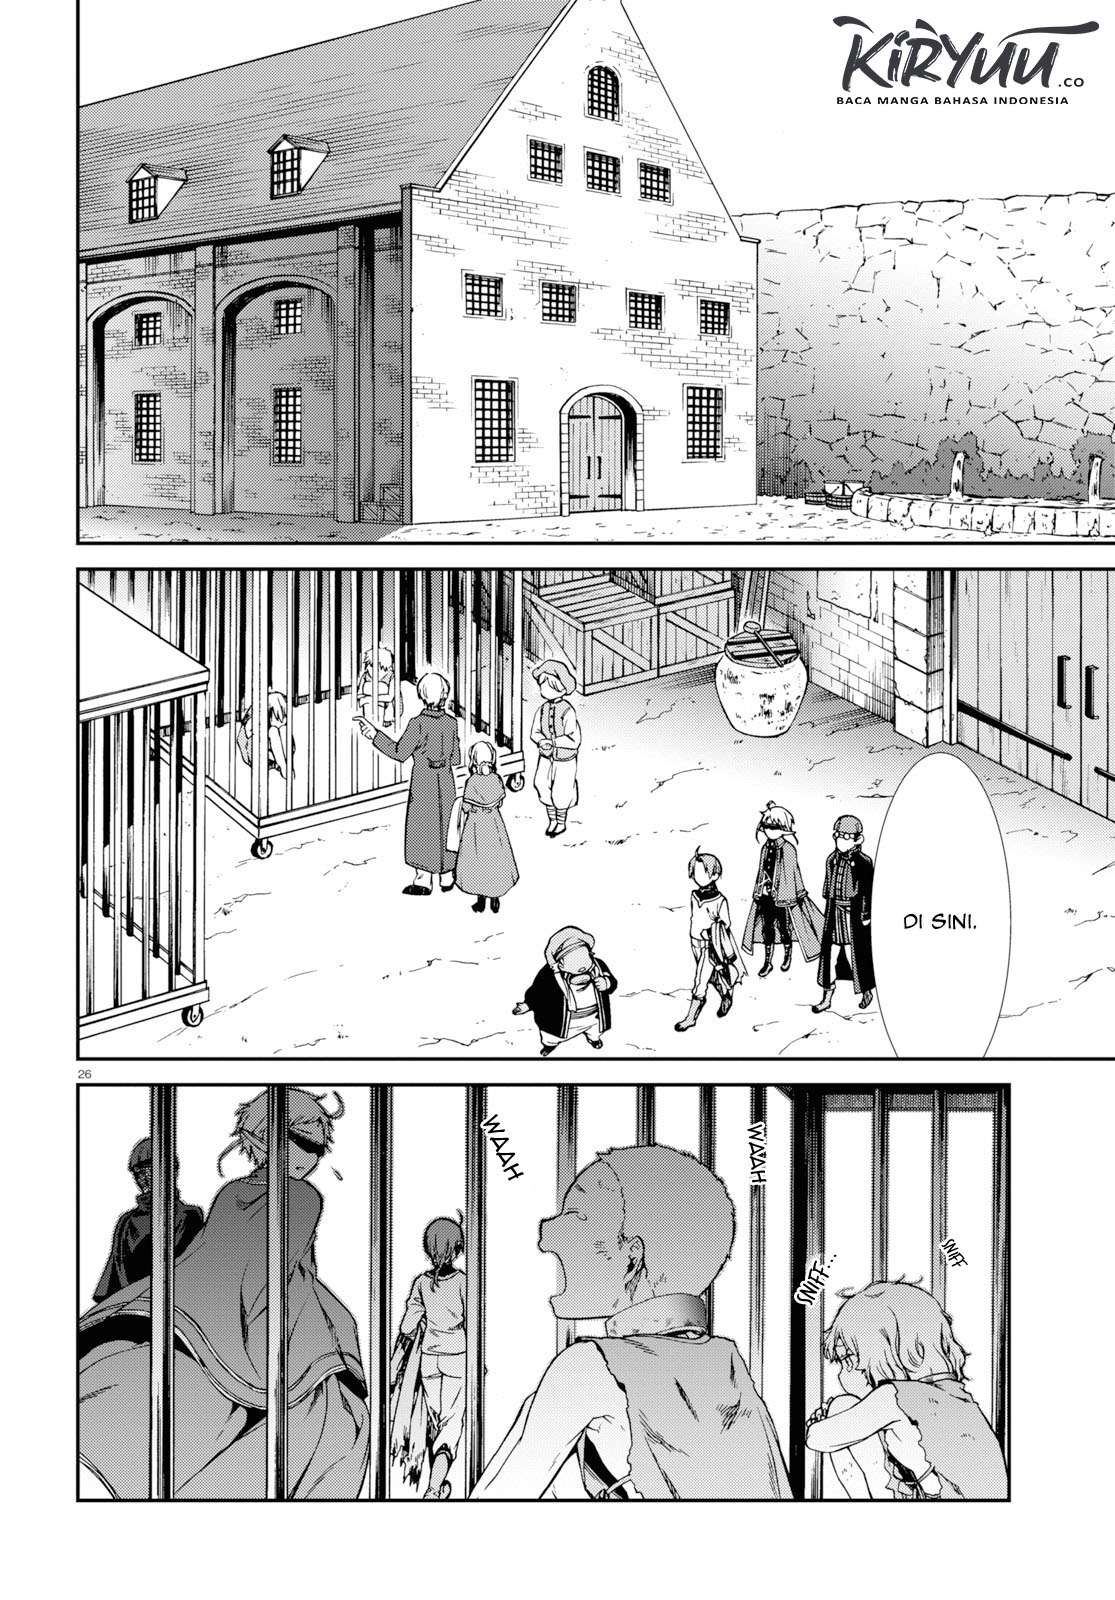 KIRYUU.CO
BACA MANGA BAHASA INDONESIA
DI SINI.
26
WAAH
WAAH
SNIFF...
SNIFF